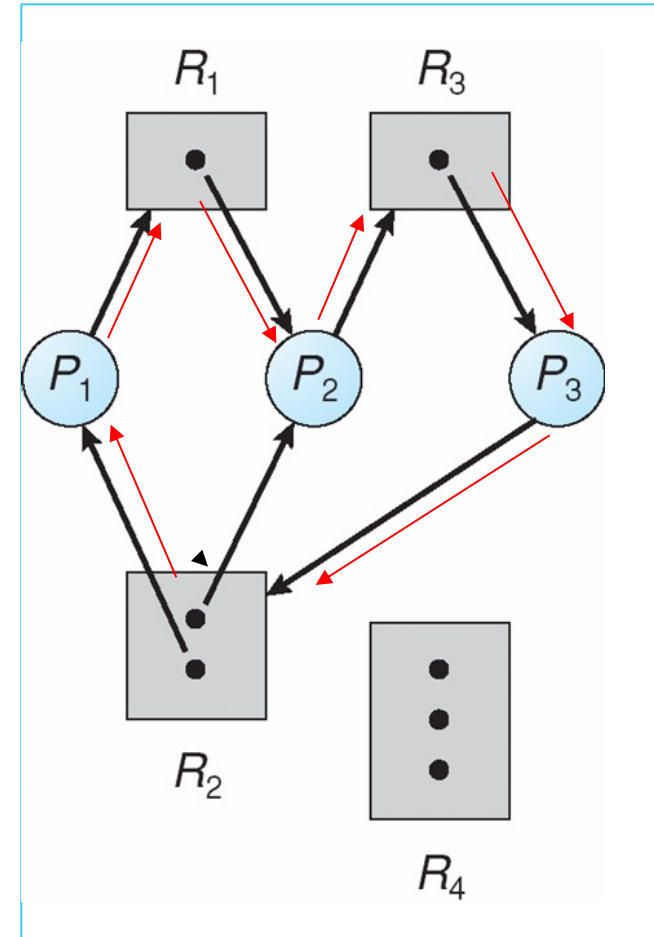 R₁ R₃
P₁ P₂ P₃
R₂
R₄